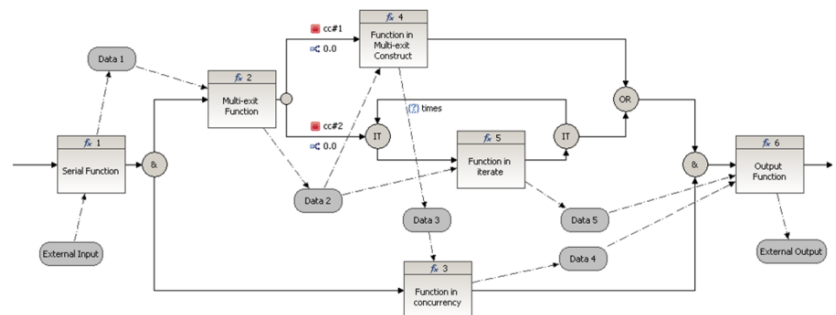 fx 4
cc#1
Function in
Multi-exit
Construct
0.0
Data 1
fx 2
Multi-exit
Function
OR
cc#2
[?] times
0.0
IT
fx 5
IT
Function in
iterate
fx 1
Serial Function
&
fx 6
Output
Function
&
Data 2
Data 3
Data 5
External Input
Data 4
External Output
fx 3
Function in
concurrency